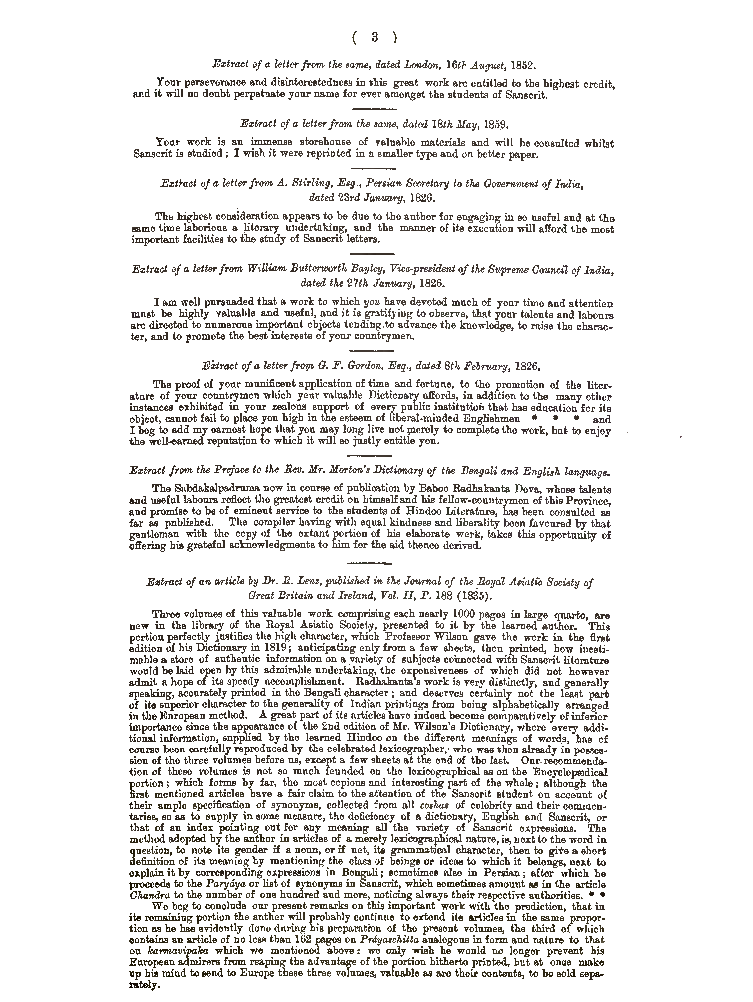 ( 3 )
Extract of a letter from the same, dated London, 16th August, 1852.
Your perseverance and disinterestedness in this great work are entitled to the highest credit,
and it will no doubt perpetuate your name for ever amongst the students of Sanscrit.
Extract of a letter from the same, dated 18th May, 1859.
Your work is an immense storehouse of valuable materials and will be consulted whilst
Sanscrit is studied; I wish it were reprinted in a smaller type and on better paper.
Extract of a letter from A. Stirling, Esq., Persian Secretary to the Government of India,
dated 23rd January, 1826.
The highest consideration appears to be due to the author for engaging in so useful and at the
same time laborious a literary undertaking, and the manner of its execution will afford the most
important facilities to the study of Sanscrit letters.
Extract of a letter from William Butterworth Bayley, Vice-president of the Supreme Council of India,
dated the 27th January, 1826.
I am well pursuaded that a work to which you have devoted much of your time and attention
must be highly valuable and useful, and it is gratifying to observe, that your talents and labours
are directed to numerous important objects tending to advance the knowledge, to raise the charac-
ter, and to promote the best interests of your countrymen.
Extract of a letter from G. F. Gordon, Esq., dated 8th February, 1826.
The proof of your munificent application of time and fortune, to the promotion of the liter-
ature of your countrymen which your valuable Dictionary affords, in addition to the many other
instances exhibited in your zealous support of every public institution that has education for its
object, cannot fail to place you high in the esteem of liberal-minded Englishmen * * * and
I beg to add my earnest hope that you may long live not merely to complete the work, but to enjoy
the well-earned reputation to which it will so justly entitle you.
Extract from the Preface to the Rev. Mr. Morton's Dictionary of the Bengali and English language.
The Subdakalpadruma now in course of publication by Baboo Radhakanta Deva, whose talents
and useful labours reflect the greatest credit on himself and his fellow-countrymen of this Province,
and promise to be of eminent service to the students of Hindoo Literature, has been consulted as
far as published. The compiler having with equal kindness and liberality been favoured by that
gentleman with the copy of the extant portion of his elaborate work, takes this opportunity of
offering his grateful acknowledgments to him for the aid thence derived.
Extract of an article by Dr. R. Lenz, published in the Journal of the Royal Asiatic Society of
Great Britain and Ireland, Vol. II, P. 188 (1835).
Three volumes of this valuable work comprising each nearly 1000 pages in large quarto, are
now in the library of the Royal Asiatic Society, presented to it by the learned author. This
portion perfectly justifies the high character, which Professor Wilson gave the work in the first
edition of his Dictionary in 1819; anticipating only from a few sheets, then printed, how inesti-
mable a store of authentic information on a variety of subjects connected with Sanscrit literature
would be laid open by this admirable undertaking, the expensiveness of which did not however
admit a hope of its speedy accomplishment. Radhakanta's work is very distinctly, and generally
speaking, accurately printed in the Bengali character; and deserves certainly not the least part
of its superior character to the generality of Indian printings from being alphabetically arranged
in the European method. A great part of its articles have indeed become comparatively of inferior
importance since the appearance of the 2nd edition of Mr. Wilson's Dictionary, where every addi-
tional information, supplied by the learned Hindoo on the different meanings of words, has of
course been carefully reproduced by the celebrated lexicographer, who was then already in posses-
sion of the three volumes before us, except a few sheets at the end of the last. Our recommenda-
tion of these volumes is not so much founded on the lexicographical as on the Encyclopædical
portion; which forms by far, the most copious and interesting part of the whole; although the
first mentioned articles have a fair claim to the attention of the Sanscrit student on account of
their ample specification of synonyms, collected from all coshas of celebrity and their commen-
taries, so as to supply in some measure, the deficiency of a dictionary, English and Sanscrit, or
that of an index pointing out for any meaning all the variety of Sanscrit expressions. The
method adopted by the author in articles of a merely lexicographical nature, is, next to the word in
question, to note its gender if a noun, or if not, its grammatical character, then to give a short
definition of its meaning by mentioning the class of beings or ideas to which it belongs, next to
explain it by corresponding expressions in Bengali; sometimes also in Persian; after which he
proceeds to the Paryáya or list of synonyms in Sanscrit, which sometimes amount as in the article
Chandra to the number of one hundred and more, noticing always their respective authorities. * *
We beg to conclude our present remarks on this important work with the prediction, that in
its remaining portion the author will probably continue to extend its articles in the same propor-
tion as he has evidently done during his preparation of the present volumes, the third of which
contains an article of no less than 162 pages on Práyaschitta analogous in form and nature to that
on karmavipaka which we mentioned above: we only wish he would no longer prevent his
European admirers from reaping the advantage of the portion hitherto printed, but at once make
up his mind to send to Europe these three volumes, valuable as are their contents, to be sold sepa-
rately.